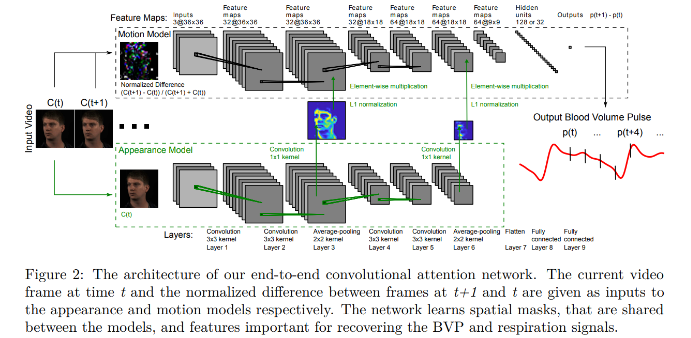 Feature Maps:
Inputs
3@36x36
Feature
maps
32@36x36
Feature
maps
32@36x36
Feature
maps
32@18x18
Feature
maps
64@18x18
Feature
maps
64@18x18
Feature
maps
64@9x9
Hidden
units
128 or 32
Outputs
p(t+1) - p(t)
Motion Model
Normalized Difference
(C(t+1) - C(t)) / (C(t+1) + C(t))
Element-wise multiplication
Element-wise multiplication
L1 normalization
L1 normalization
Input Video
C(t)
C(t+1)
Output Blood Volume Pulse
p(t)
...
p(t+4)
...
Appearance Model
Convolution
1x1 kernel
Convolution
1x1 kernel
C(t)
Layers:
Convolution
3x3 kernel
Layer 1
Convolution
3x3 kernel
Layer 2
Average-pooling
2x2 kernel
Layer 3
Convolution
3x3 kernel
Layer 4
Convolution
3x3 kernel
Layer 5
Average-pooling
2x2 kernel
Layer 6
Flatten
Layer 7
Fully
connected
Layer 8
Fully
connected
Layer 9
Figure 2: The architecture of our end-to-end convolutional attention network. The current video
frame at time t and the normalized difference between frames at t+1 and t are given as inputs to
the appearance and motion models respectively. The network learns spatial masks, that are shared
between the models, and features important for recovering the BVP and respiration signals.